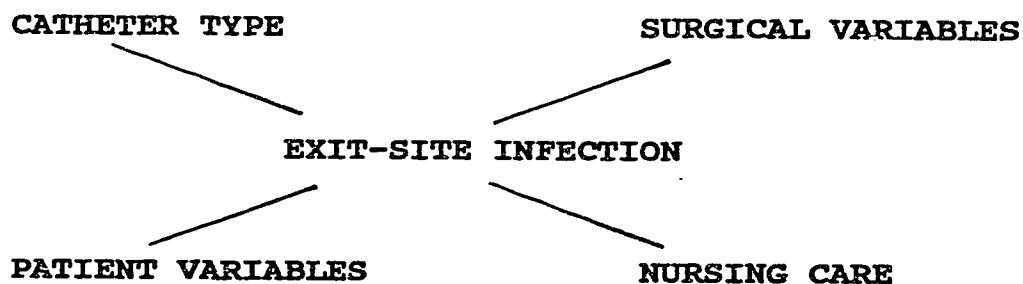 CATHETER TYPE
SURGICAL VARIABLES
EXIT-SITE INFECTION
PATIENT VARIABLES
NURSING CARE